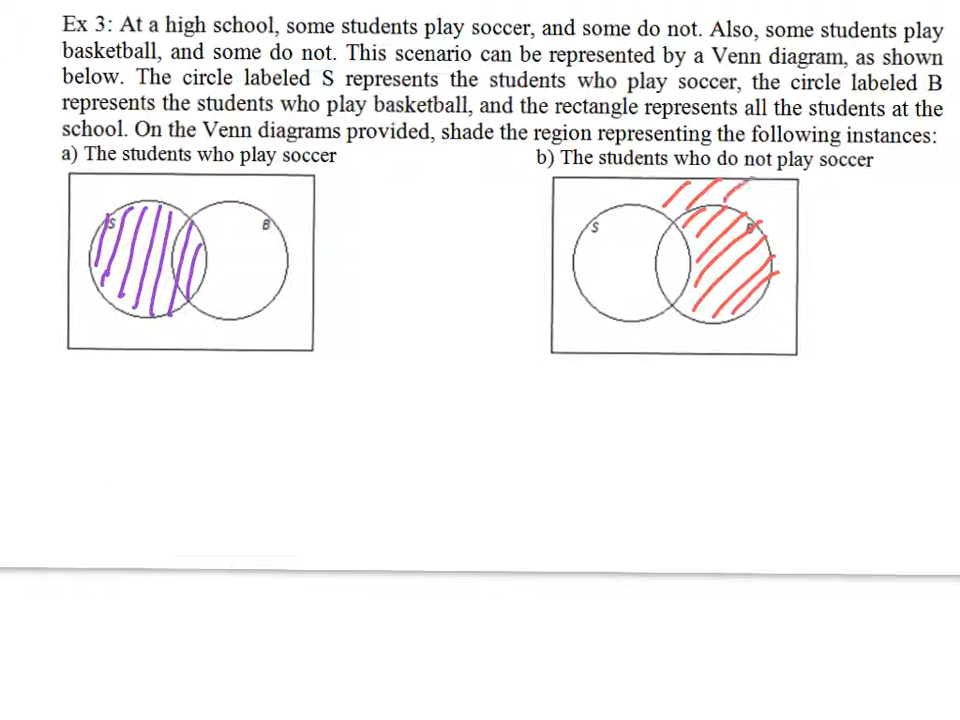 Ex 3: At a high school, some students play soccer, and some do not. Also, some students play
basketball, and some do not. This scenario can be represented by a Venn diagram, as shown
below. The circle labeled S represents the students who play soccer, the circle labeled B
represents the students who play basketball, and the rectangle represents all the students at the
school. On the Venn diagrams provided, shade the region representing the following instances:
a) The students who play soccer
b) The students who do not play soccer
S
B
S
B